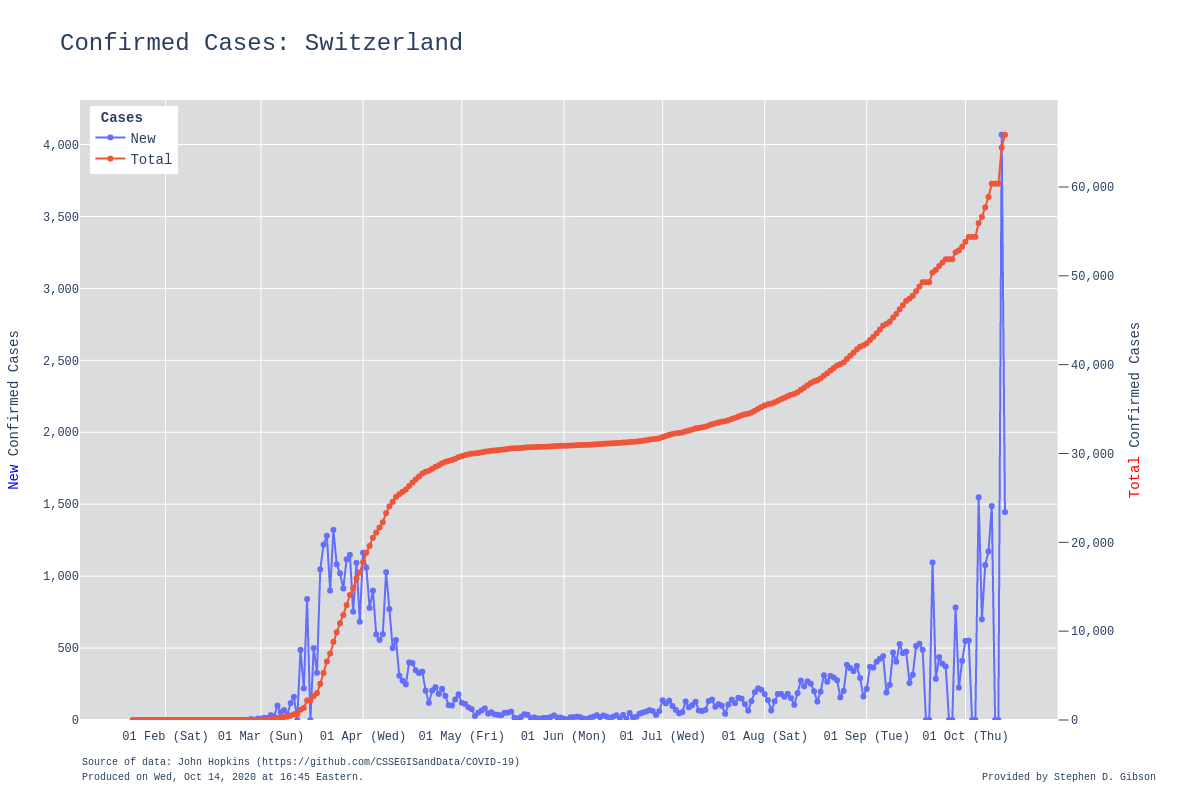 Confirmed Cases: Switzerland
Cases
New
Total
4,000
3,500
3,000
2,500
2,000
1,500
1,000
500
0
60,000
50,000
40,000
30,000
20,000
10,000
0
New Confirmed Cases
Total Confirmed Cases
01 Feb (Sat) 01 Mar (Sun) 01 Apr (Wed) 01 May (Fri) 01 Jun (Mon) 01 Jul (Wed) 01 Aug (Sat) 01 Sep (Tue) 01 Oct (Thu)
Source of data: John Hopkins (https://github.com/CSSEGISandData/COVID-19)
Produced on Wed, Oct 14, 2020 at 16:45 Eastern.
Provided by Stephen D. Gibson